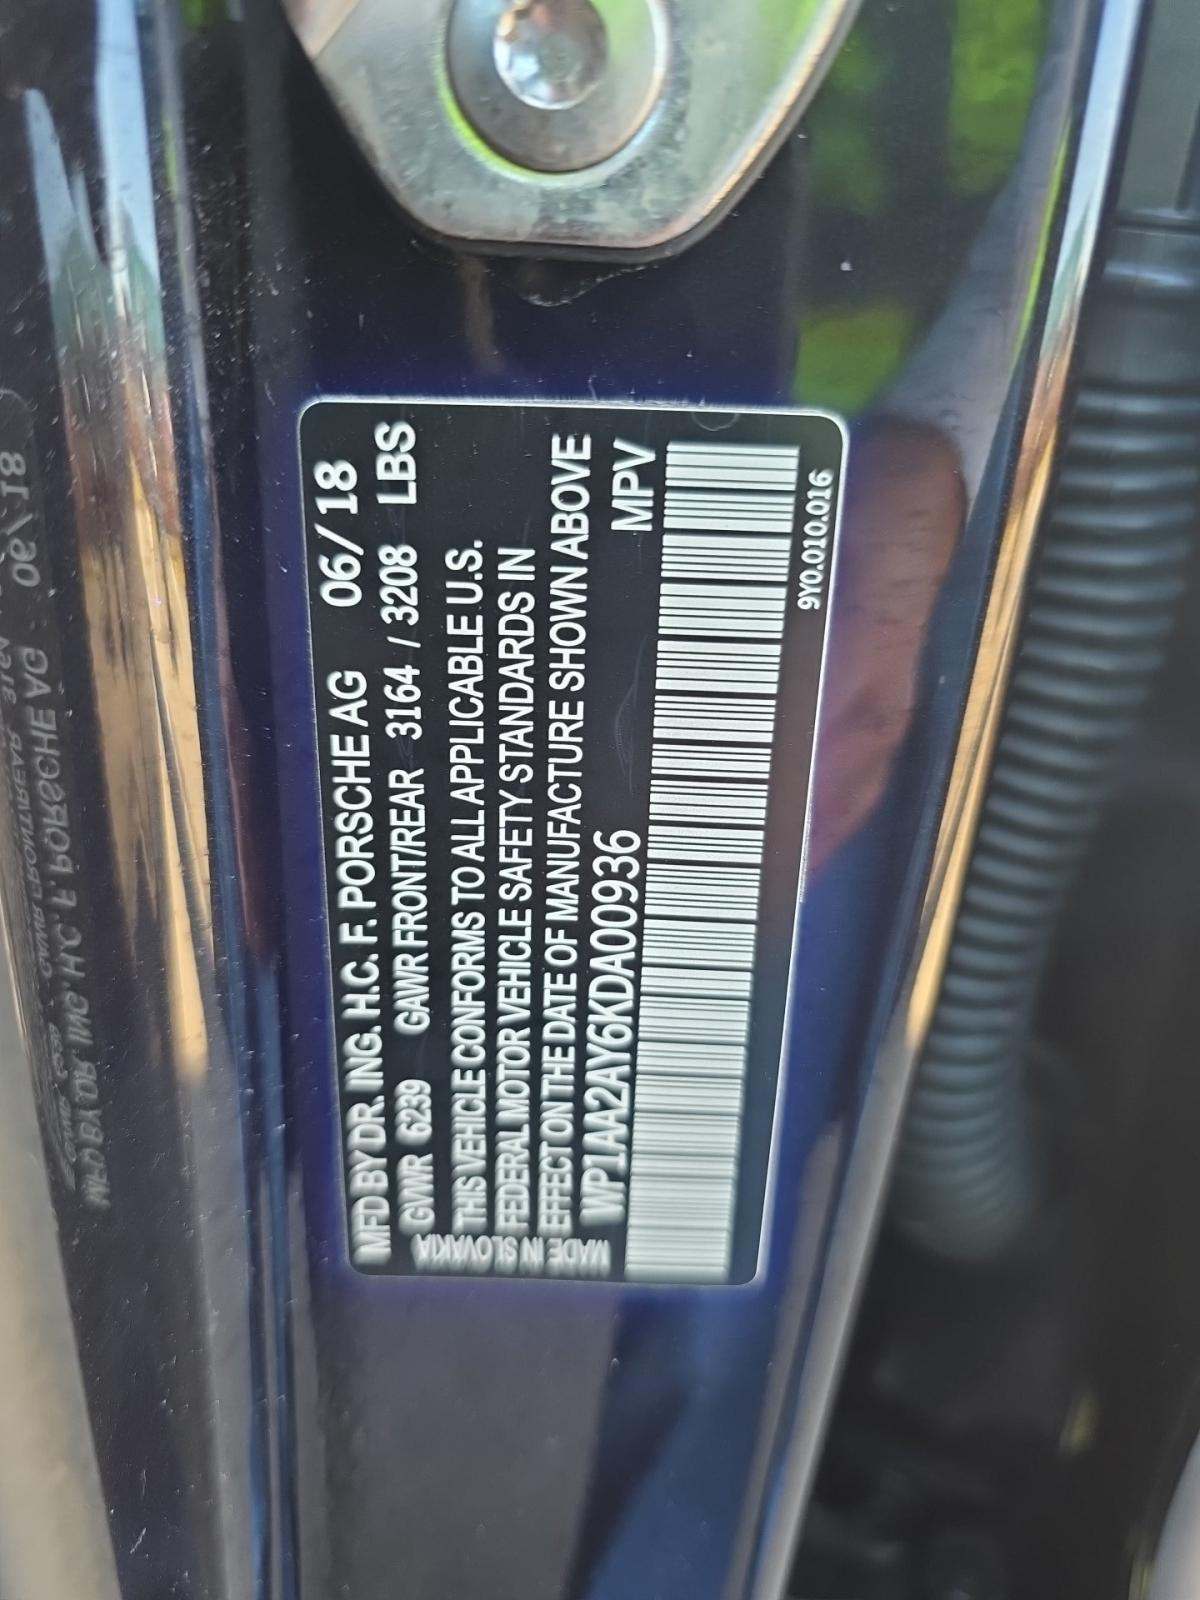 MFD BY DR. ING. H.C. F. PORSCHE AG 06/18
GVWR 6239 GAWR FRONT/REAR 3164 / 3208 LBS
THIS VEHICLE CONFORMS TO ALL APPLICABLE U.S.
FEDERAL MOTOR VEHICLE SAFETY STANDARDS IN
EFFECT ON THE DATE OF MANUFACTURE SHOWN ABOVE
MADE IN SLOVAKIA
WP1AA2AY6KDA00936 MPV
9Y0.010.016